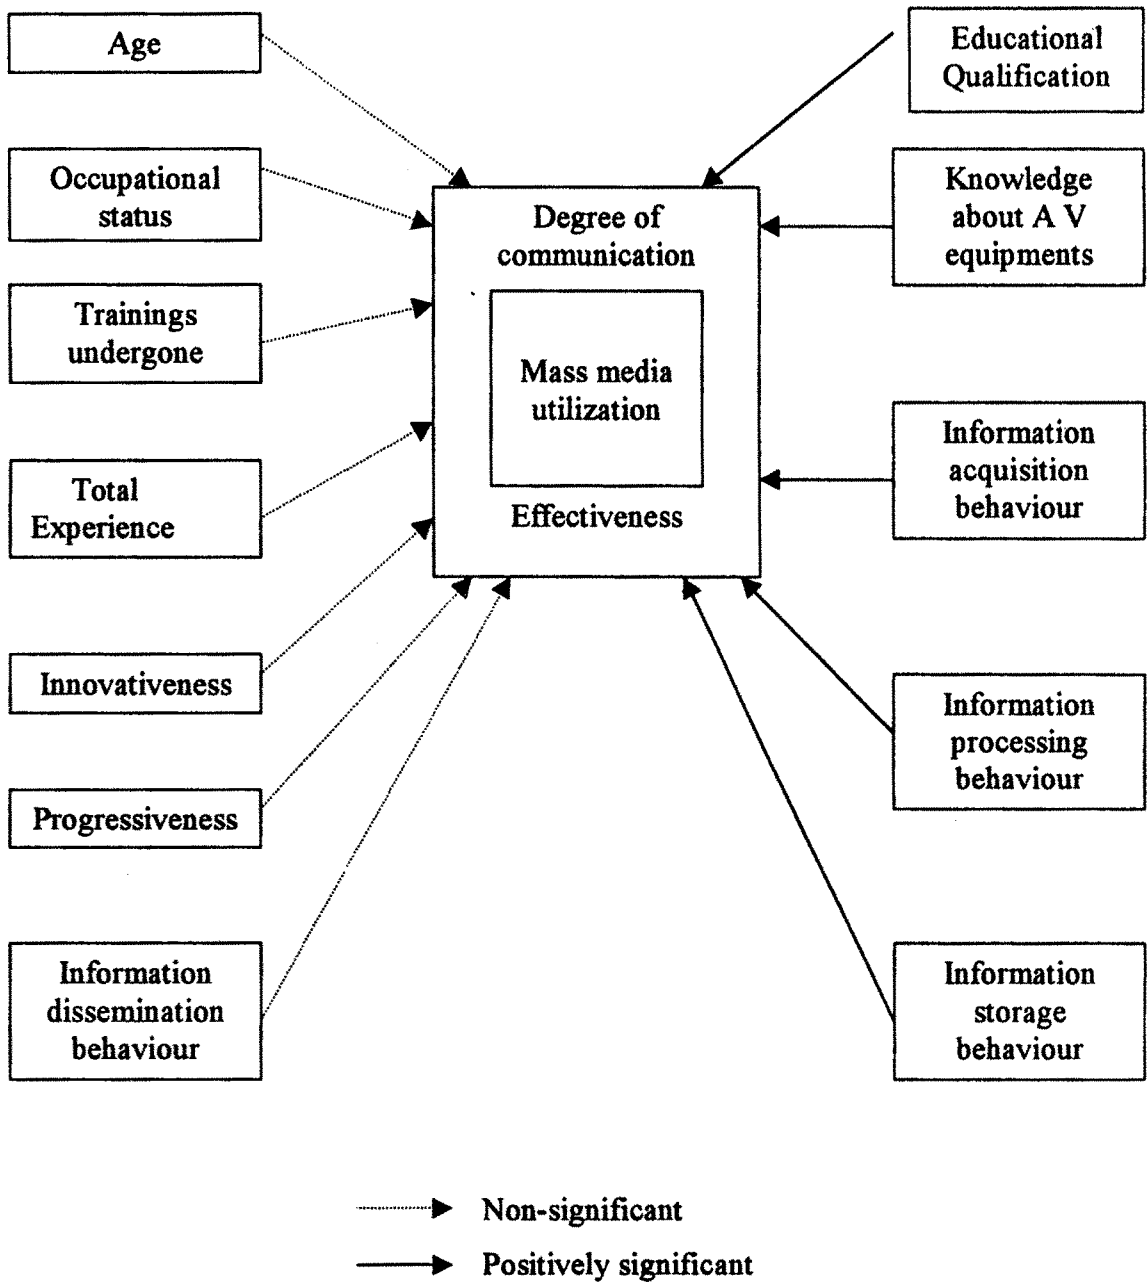 Age
Occupational
status
Trainings
undergone
Total
Experience
Innovativeness
Progressiveness
Information
dissemination
behaviour
Degree of
communication
Mass media
utilization
Effectiveness
Educational
Qualification
Knowledge
about A V
equipments
Information
acquisition
behaviour
Information
processing
behaviour
Information
storage
behaviour
Non-significant
Positively significant